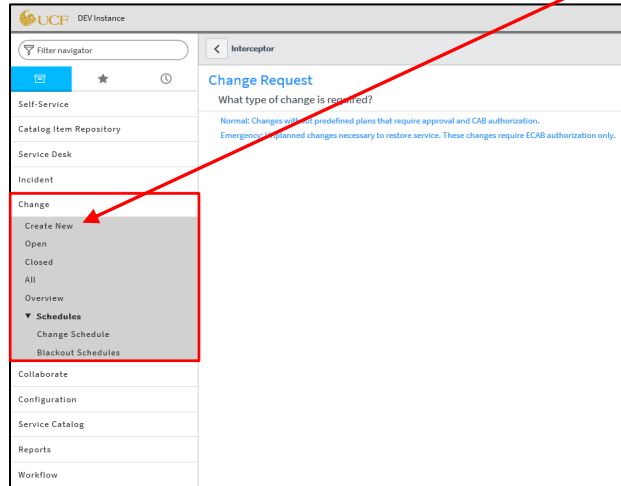 UCF DEV Instance
Filter navigator
Interceptor
Change Request
What type of change is required?
Normal: Changes without predefined plans that require approval and CAB authorization.
Emergency: Unplanned changes necessary to restore service. These changes require ECAB authorization only.
Self-Service
Catalog Item Repository
Service Desk
Incident
Change
Create New
Open
Closed
All
Overview
▼ Schedules
Change Schedule
Blackout Schedules
Collaborate
Configuration
Service Catalog
Reports
Workflow